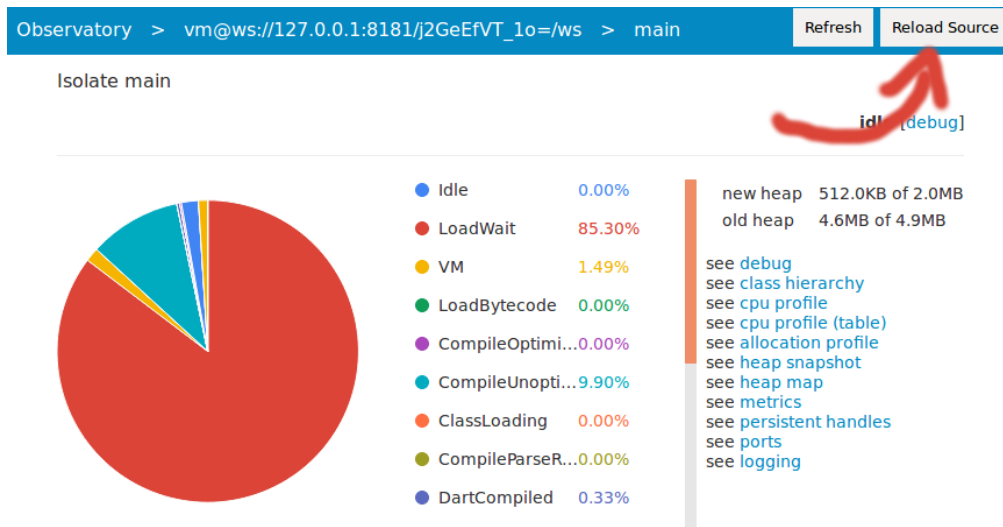 Observatory > vm@ws://127.0.0.1:8181/j2GeEfVT_1o=/ws > main
Refresh
Reload Source
Isolate main
[debug]
Idle 0.00%
LoadWait 85.30%
VM 1.49%
LoadBytecode 0.00%
CompileOptimi...0.00%
CompileUnopti...9.90%
ClassLoading 0.00%
CompileParseR...0.00%
DartCompiled 0.33%
new heap 512.0KB of 2.0MB
old heap 4.6MB of 4.9MB
see debug
see class hierarchy
see cpu profile
see cpu profile (table)
see allocation profile
see heap snapshot
see heap map
see metrics
see persistent handles
see ports
see logging